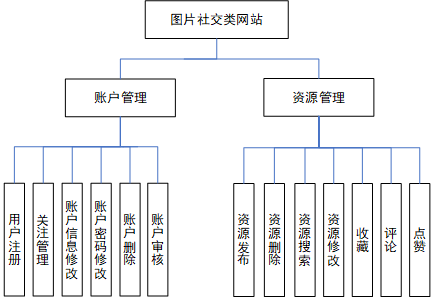 图片社交类网站
账户管理
资源管理
用户注册
关注管理
账户信息修改
账户密码修改
账户删除
账户审核
资源发布
资源删除
资源搜索
资源修改
收藏
评论
点赞